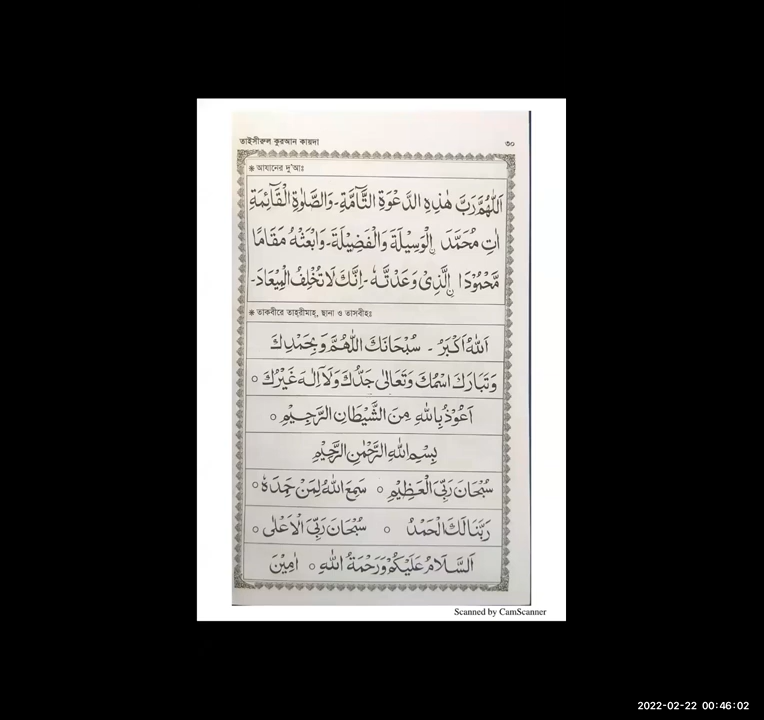 তাইসীরুল কুরআন কায়দা ৩০
❋ আযানের দু'আঃ
اَللّٰهُمَّ رَبَّ هٰذِهِ الدَّعْوَةِ التَّآمَّةِ - وَالصَّلٰوةِ الْقَآئِمَةِ
اٰتِ مُحَمَّدَ ࣙالْوَسِيْلَةَ وَالْفَضِيْلَةَ - وَابْعَثْهُ مَقَامًا
مَّحْمُوْدَا ࣙالَّذِىْ وَعَدْتَّهٗ - اِنَّكَ لَا تُخْلِفُ الْمِيْعَادَ -
❋ তাকবীরে তাহরীমাহ্, ছানা ও তাসবীহঃ
اَللّٰهُ اَكْبَرُ - سُبْحَانَكَ اللّٰهُمَّ وَبِحَمْدِكَ
وَتَبَارَكَ اسْمُكَ وَتَعَالٰى جَدُّكَ وَلَآ اِلٰهَ غَيْرُكَ ○
اَعُوْذُ بِاللّٰهِ مِنَ الشَّيْطَانِ الرَّجِيْمِ ○
بِسْمِ اللّٰهِ الرَّحْمٰنِ الرَّحِيْمِ
سُبْحَانَ رَبِّىَ الْعَظِيْمِ ○ سَمِعَ اللّٰهُ لِمَنْ حَمِدَهٗ ○
رَبَّنَا لَكَ الْحَمْدُ ○ سُبْحَانَ رَبِّىَ الْاَعْلٰى ○
اَلسَّلَامُ عَلَيْكُمْ وَرَحْمَةُ اللّٰهِ ○ اٰمِيْنَ
Scanned by CamScanner
2022-02-22 00:46:02